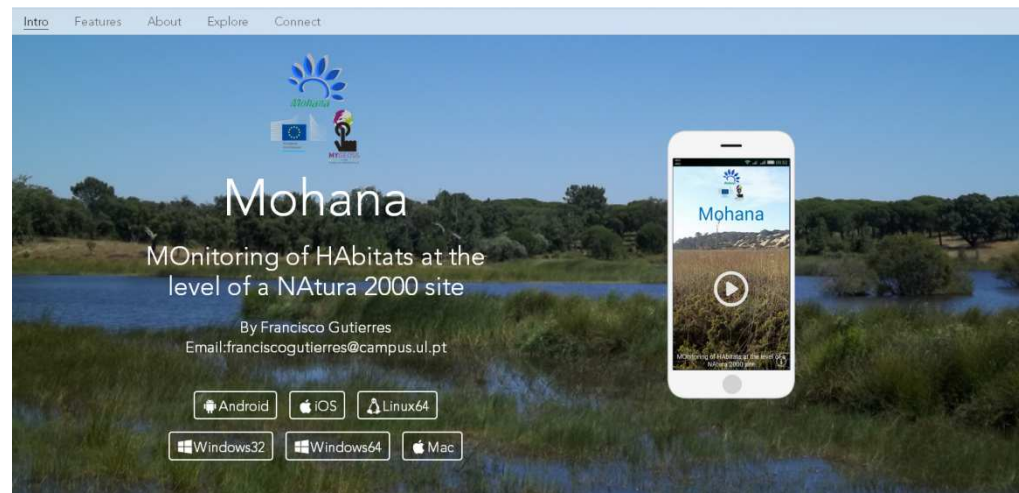 Intro Features About Explore Connect
Mohana
Mohana
MOnitoring of HAbitats at the
level of a NAtura 2000 site
By Francisco Gutierres
Email:franciscogutierres@campus.ul.pt
Android iOS Linux64
Windows32 Windows64 Mac
Mohana
MOnitoring of HAbitats at the level of a
NAtura 2000 site